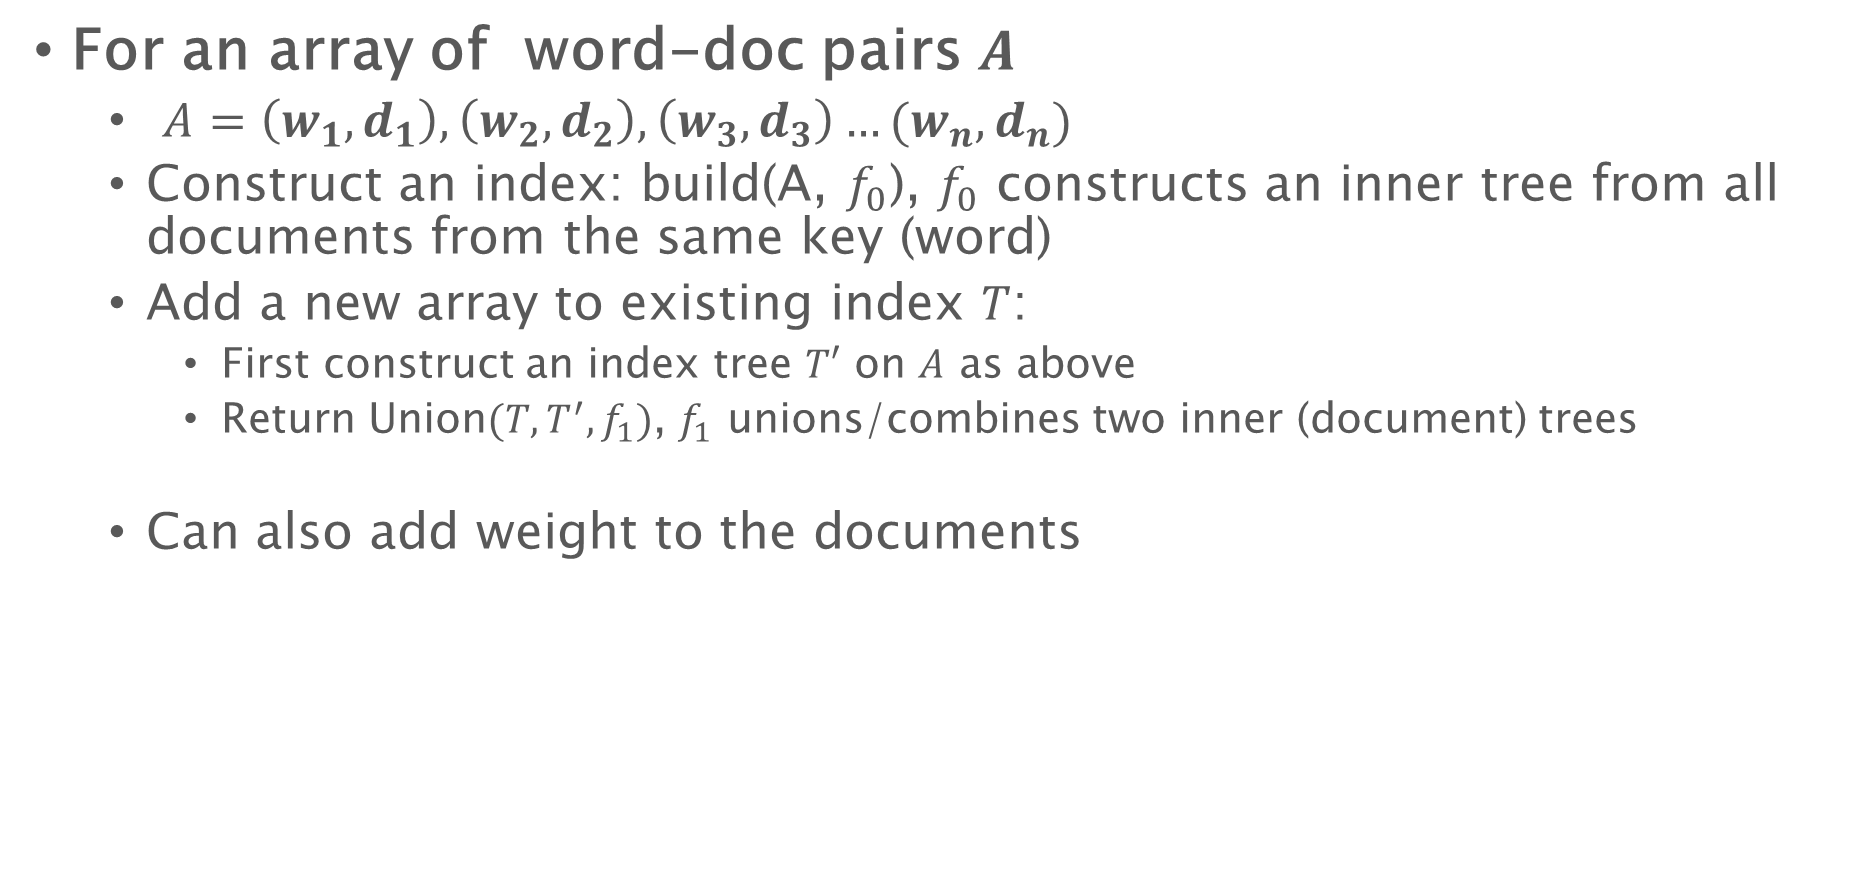 • For an array of word-doc pairs A
• A = (w₁, d₁), (w₂, d₂), (w₃, d₃) … (wₙ, dₙ)
• Construct an index: build(A, f₀), f₀ constructs an inner tree from all
documents from the same key (word)
• Add a new array to existing index T:
• First construct an index tree T′ on A as above
• Return Union(T, T′, f₁), f₁ unions/combines two inner (document) trees
• Can also add weight to the documents